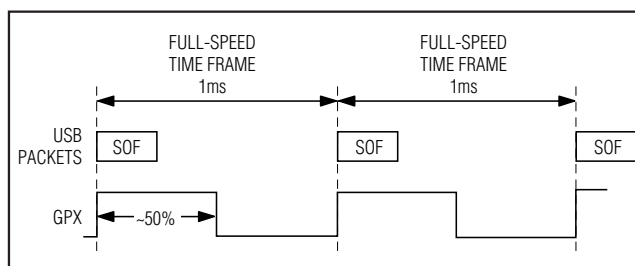 FULL-SPEED
TIME FRAME
1ms
FULL-SPEED
TIME FRAME
1ms
USB
PACKETS
SOF
SOF
SOF
GPX
~50%